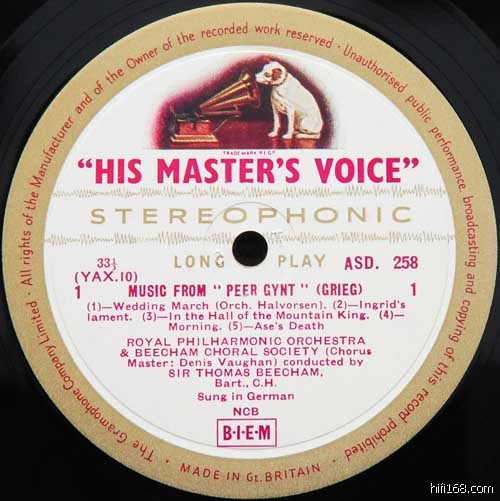 All rights of the Manufacturer and of the Owner of the recorded work reserved · Unauthorised public performance, broadcasting and copying of this record prohibited · The Gramophone Company Limited ·
TRADE MARK REGD
“HIS MASTER'S VOICE”
STEREOPHONIC
LONG PLAY
33⅓
(YAX.10)
ASD. 258
1 MUSIC FROM “PEER GYNT” (GRIEG) 1
(1)—Wedding March (Orch. Halvorsen). (2)—Ingrid's
lament. (3)—In the Hall of the Mountain King. (4)—
Morning. (5)—Ase's Death
ROYAL PHILHARMONIC ORCHESTRA
& BEECHAM CHORAL SOCIETY (Chorus
Master: Denis Vaughan) conducted by
SIR THOMAS BEECHAM,
Bart., C.H.
Sung in German
NCB
B·I·E·M
MADE IN Gt. BRITAIN
hifi168.com